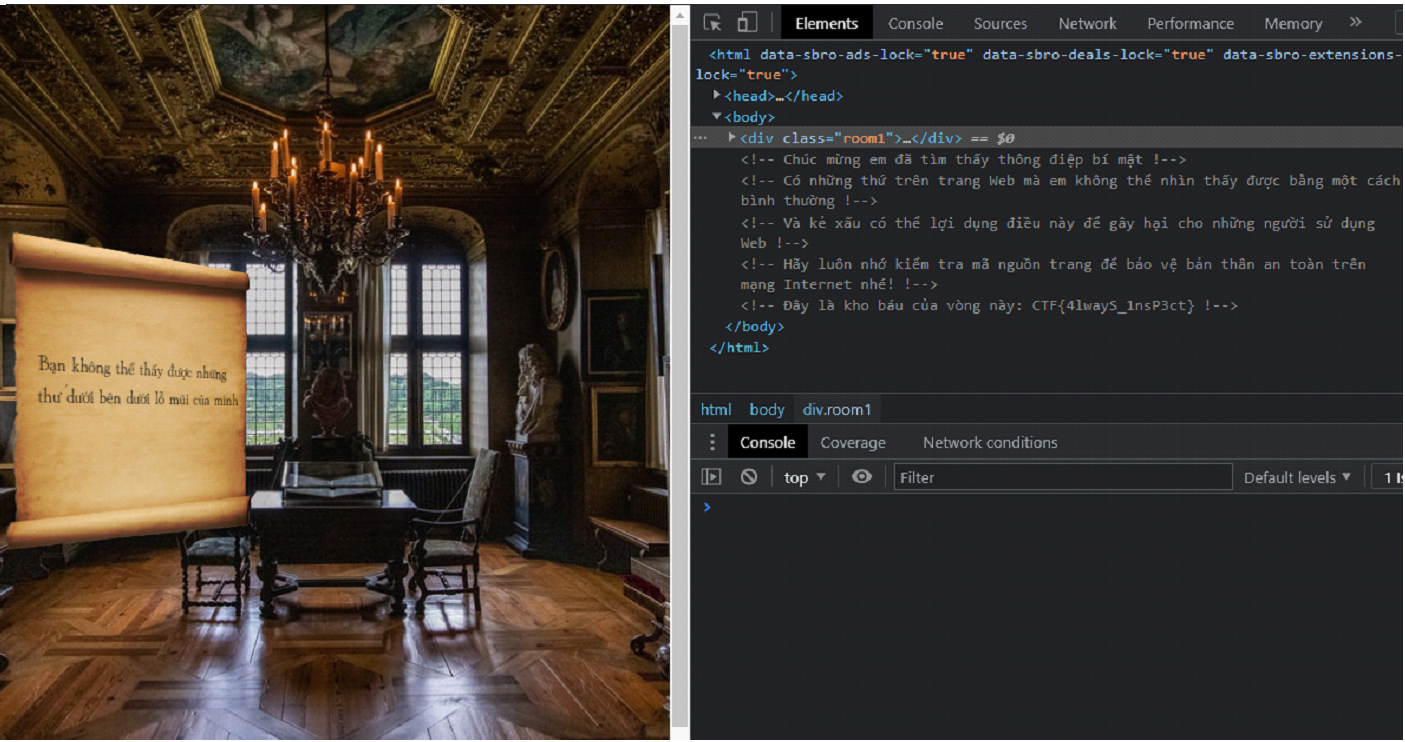 Bạn không thể thấy được những
thứ dưới bên dưới lỗ mũi của mình
Elements Console Sources Network Performance Memory »
<html data-sbro-ads-lock="true" data-sbro-deals-lock="true" data-sbro-extensions-
lock="true">
<head>…</head>
<body>
… <div class="room1">…</div> == $0
<!-- Chúc mừng em đã tìm thấy thông điệp bí mật !-->
<!-- Có những thứ trên trang Web mà em không thể nhìn thấy được bằng một cách
bình thường !-->
<!-- Và kẻ xấu có thể lợi dụng điều này để gây hại cho những người sử dụng
Web !-->
<!-- Hãy luôn nhớ kiểm tra mã nguồn trang để bảo vệ bản thân an toàn trên
mạng Internet nhé! !-->
<!-- Đây là kho báu của vòng này: CTF{4lwayS_1nsP3ct} !-->
</body>
</html>
html body div.room1
Console Coverage Network conditions
top Filter Default levels 1